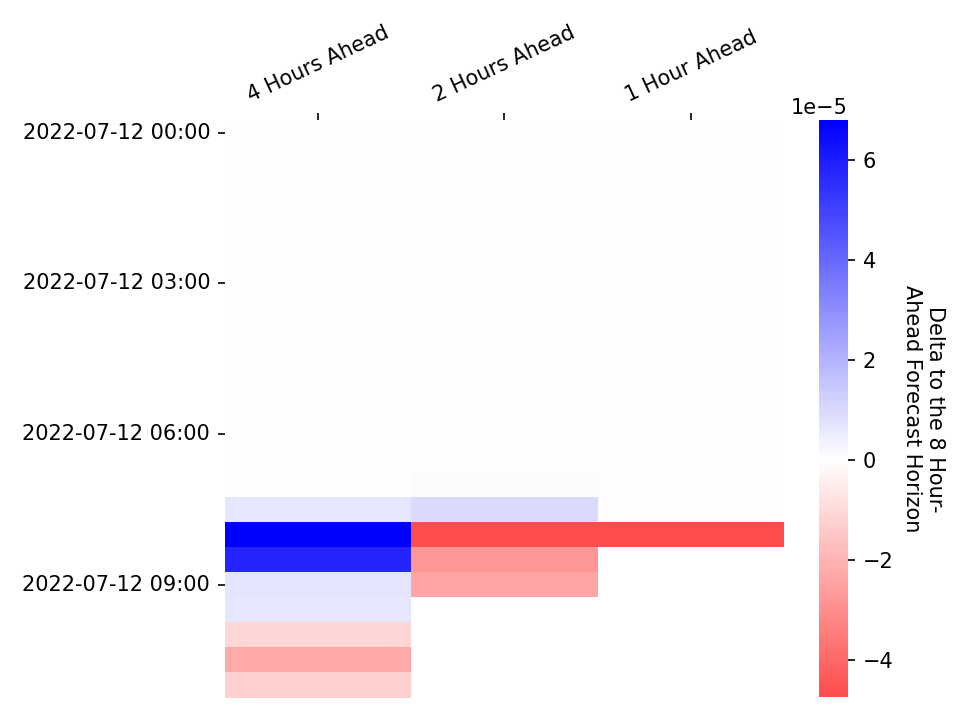 4 Hours Ahead
2 Hours Ahead
1 Hour Ahead
1e−5
2022-07-12 00:00
2022-07-12 03:00
2022-07-12 06:00
2022-07-12 09:00
6
4
2
0
−2
−4
Delta to the 8 Hour-
Ahead Forecast Horizon